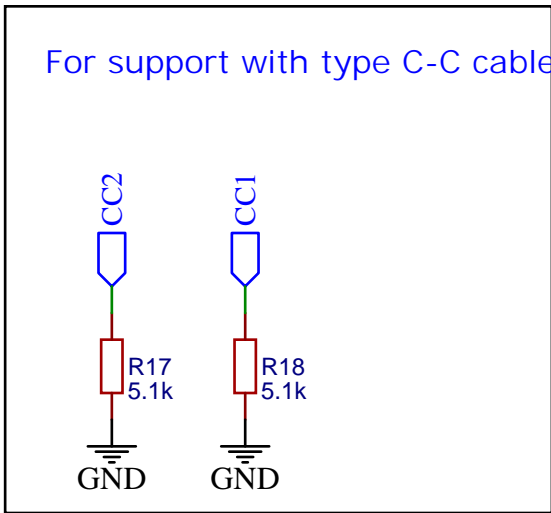 For support with type C-C cable
CC2
CC1
R17
5.1k
R18
5.1k
GND
GND